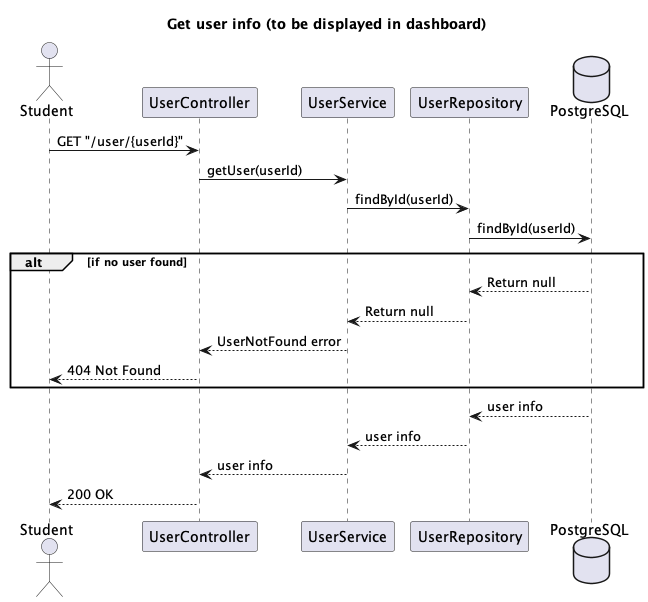 Get user info (to be displayed in dashboard)
Student
UserController
UserService
UserRepository
PostgreSQL
GET "/user/{userId}"
getUser(userId)
findById(userId)
findById(userId)
alt
[if no user found]
Return null
Return null
UserNotFound error
404 Not Found
user info
user info
user info
200 OK
Student
UserController
UserService
UserRepository
PostgreSQL